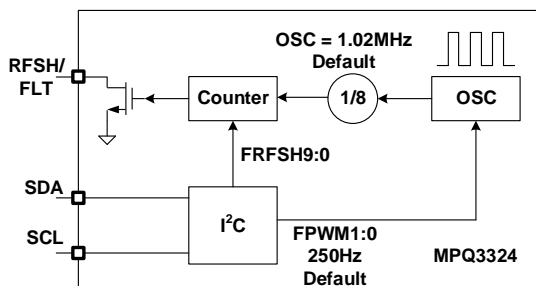 OSC = 1.02MHz
Default
RFSH/
FLT
Counter
1/8
OSC
FRFSH9:0
SDA
I²C
SCL
FPWM1:0
250Hz
Default
MPQ3324